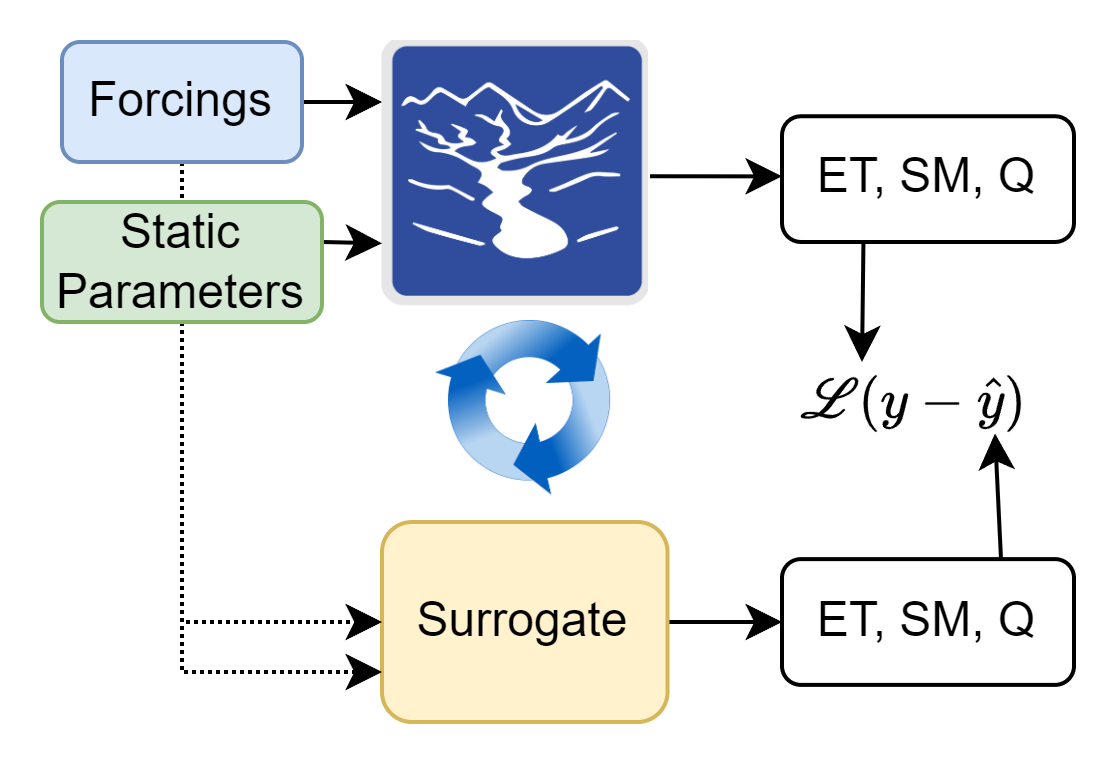 Forcings
Static
Parameters
ET, SM, Q
ℒ(y − ŷ)
Surrogate
ET, SM, Q